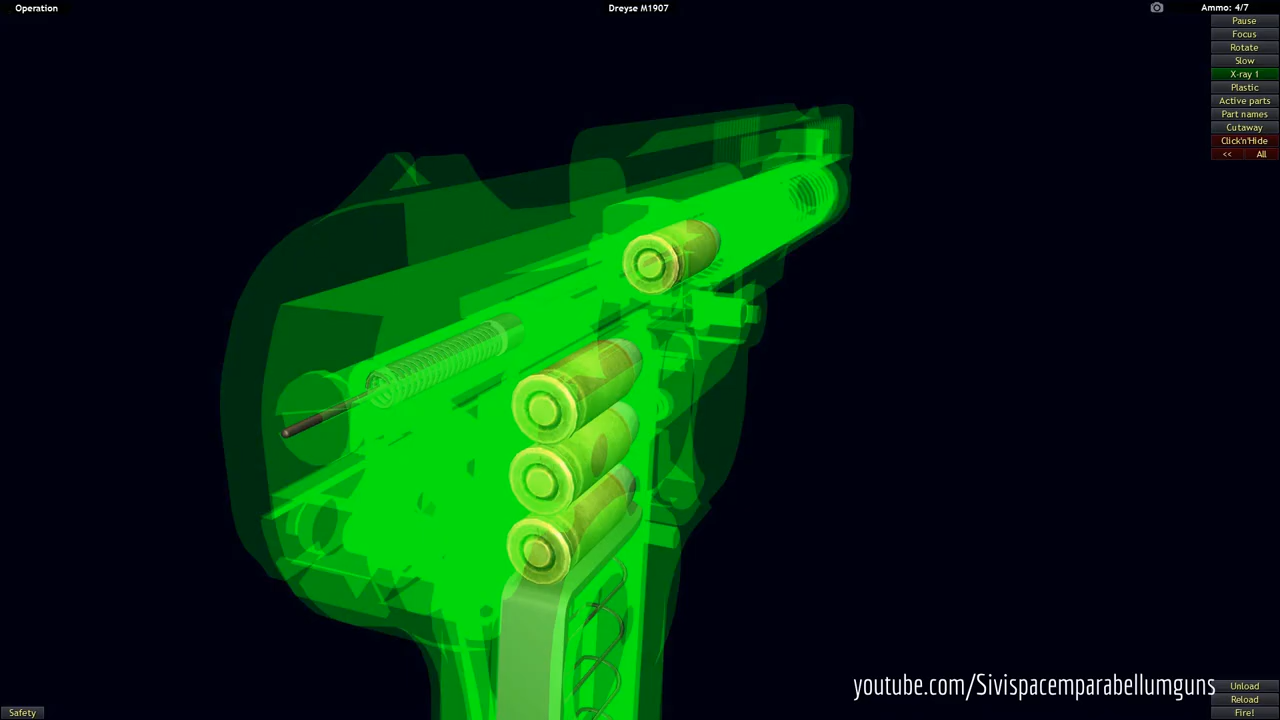 Operation
Dreyse M1907
Ammo: 4/7
Pause
Focus
Rotate
Slow
X-ray 1
Plastic
Active parts
Part names
Cutaway
Click'n'Hide
<< All
youtube.com/Sivispacemparabellumguns
Unload
Reload
Fire!
Safety